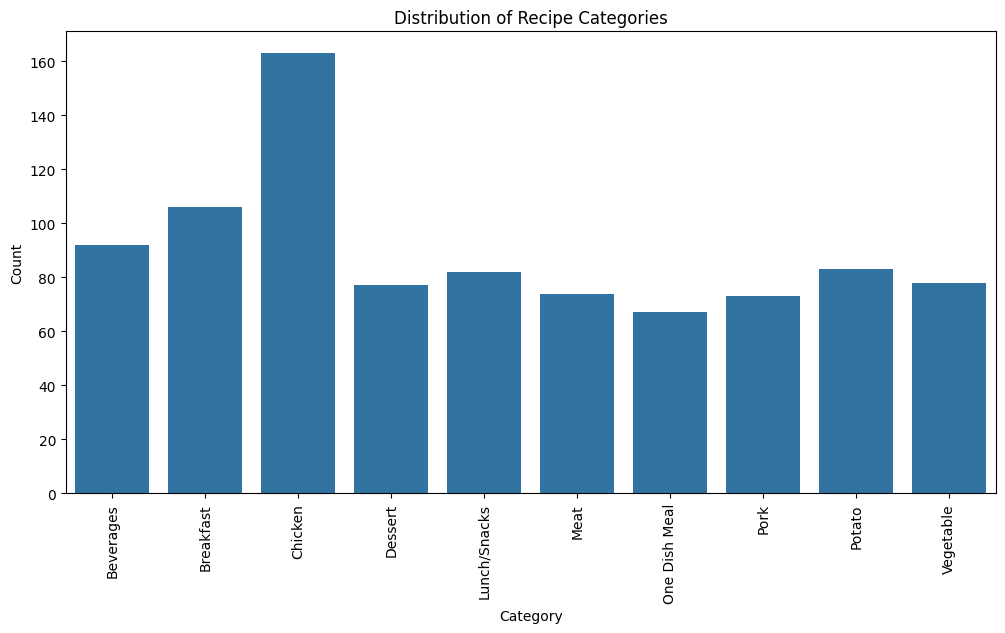 Distribution of Recipe Categories
160
140
120
100
80
60
40
20
0
Count
Beverages
Breakfast
Chicken
Dessert
Lunch/Snacks
Meat
One Dish Meal
Pork
Potato
Vegetable
Category